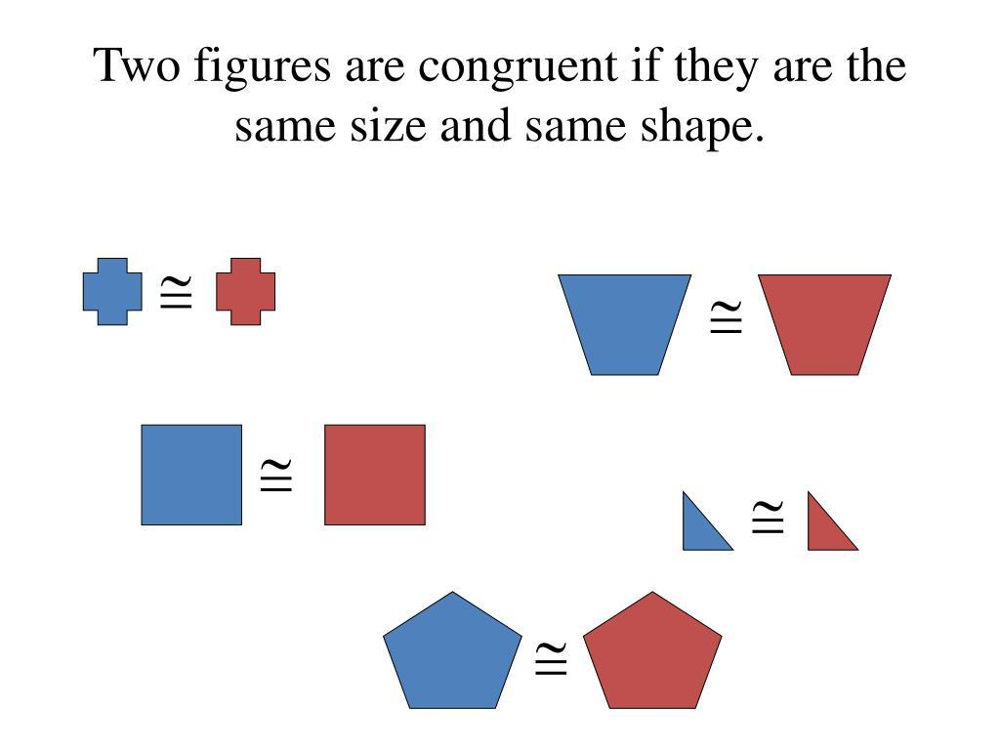 Two figures are congruent if they are the
same size and same shape.
≅
≅
≅
≅
≅